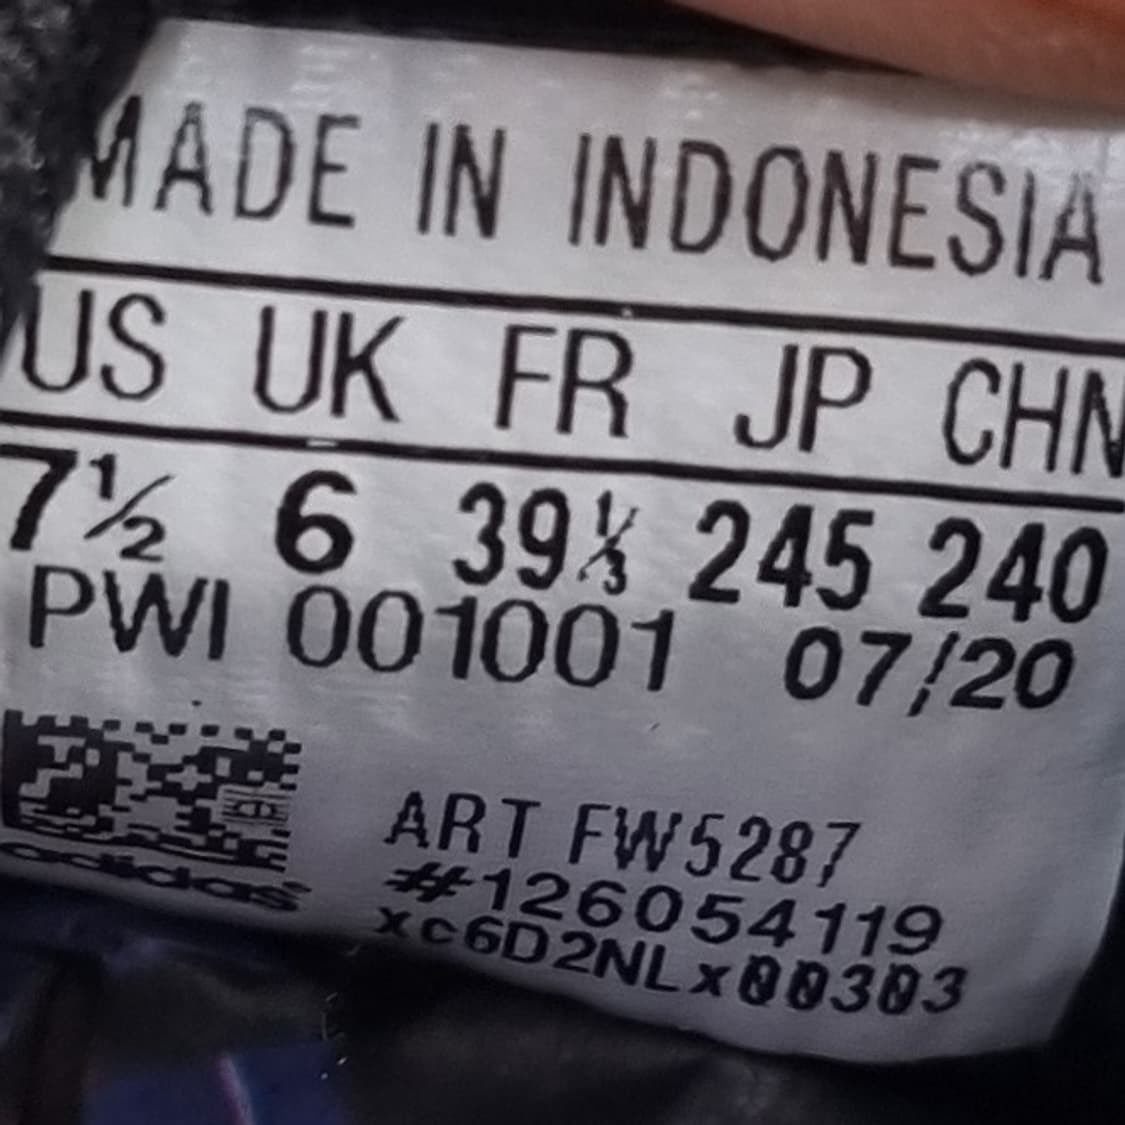 MADE IN INDONESIA
US UK FR JP CHN
7½ 6 39⅓ 245 240
PWI 001001 07/20
ART FW5287
adidas
#126054119
xc6D2NLx00303